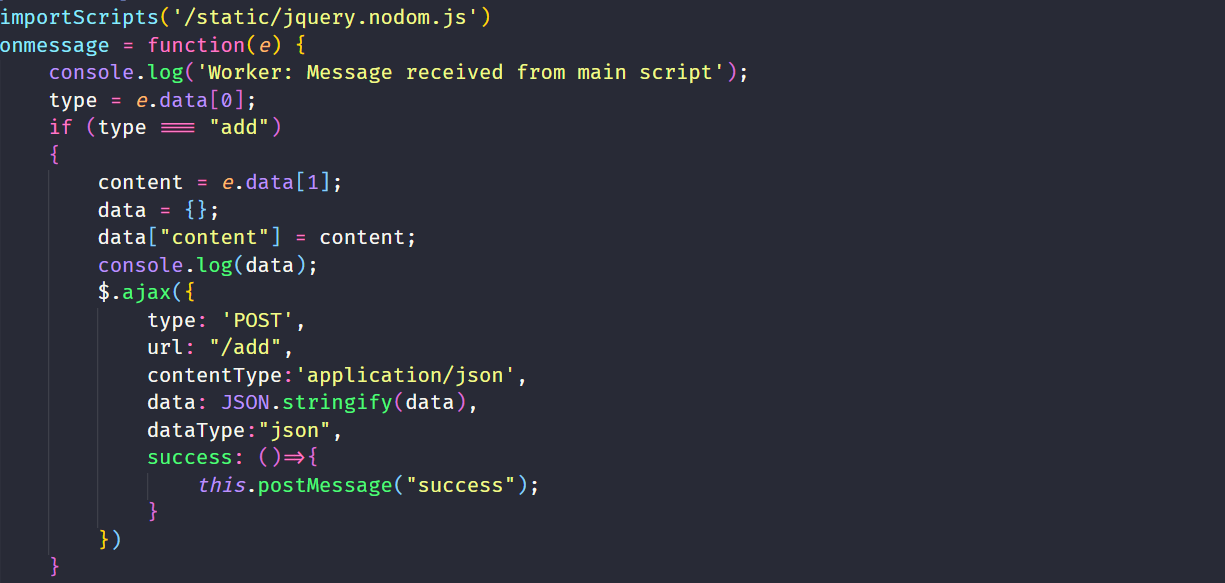 importScripts('/static/jquery.nodom.js')
onmessage = function(e) {
    console.log('Worker: Message received from main script');
    type = e.data[0];
    if (type === "add")
    {
        content = e.data[1];
        data = {};
        data["content"] = content;
        console.log(data);
        $.ajax({
            type: 'POST',
            url: "/add",
            contentType:'application/json',
            data: JSON.stringify(data),
            dataType:"json",
            success: ()=>{
                this.postMessage("success");
            }
        })
    }